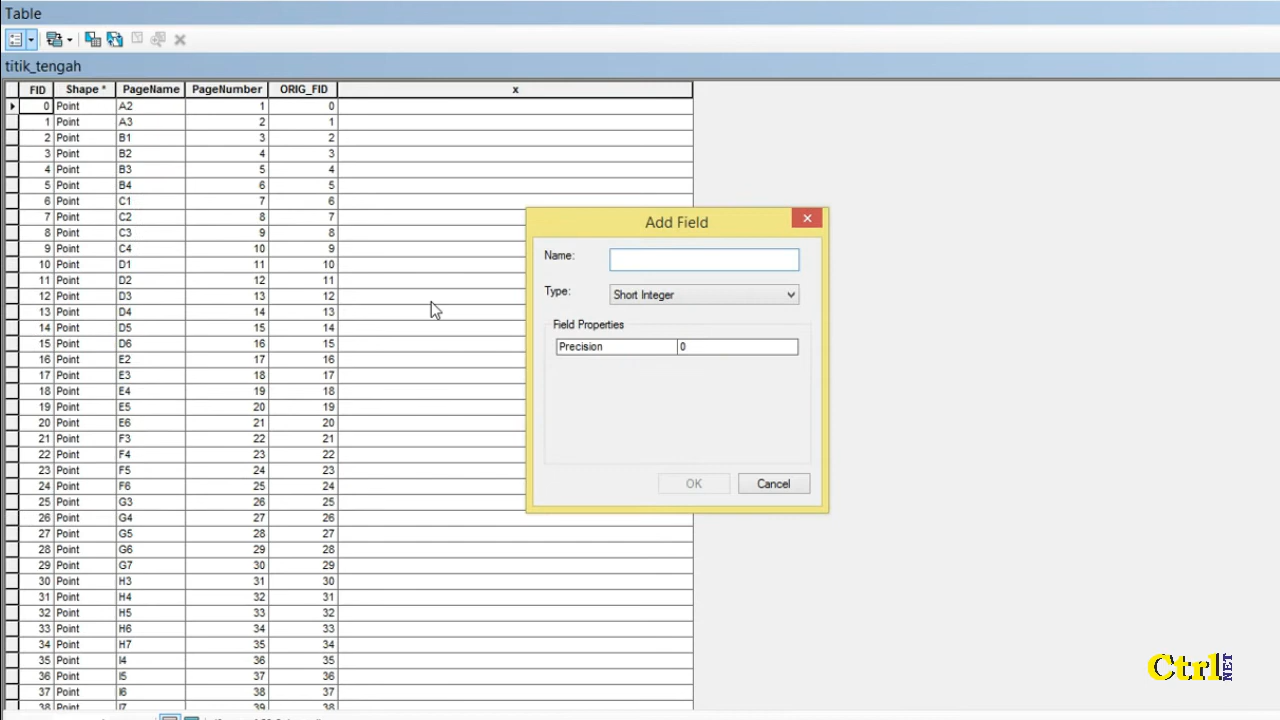 Table
titik_tengah
FID Shape * PageName PageNumber ORIG_FID x
0 Point A2 1 0
1 Point A3 2 1
2 Point B1 3 2
3 Point B2 4 3
4 Point B3 5 4
5 Point B4 6 5
6 Point C1 7 6
7 Point C2 8 7
8 Point C3 9 8
9 Point C4 10 9
10 Point D1 11 10
11 Point D2 12 11
12 Point D3 13 12
13 Point D4 14 13
14 Point D5 15 14
15 Point D6 16 15
16 Point E2 17 16
17 Point E3 18 17
18 Point E4 19 18
19 Point E5 20 19
20 Point E6 21 20
21 Point F3 22 21
22 Point F4 23 22
23 Point F5 24 23
24 Point F6 25 24
25 Point G3 26 25
26 Point G4 27 26
27 Point G5 28 27
28 Point G6 29 28
29 Point G7 30 29
30 Point H3 31 30
31 Point H4 32 31
32 Point H5 33 32
33 Point H6 34 33
34 Point H7 35 34
35 Point I4 36 35
36 Point I5 37 36
37 Point I6 38 37
38 Point I7 39 38
Add Field
Name:
Type: Short Integer
Field Properties
Precision 0
OK Cancel
Ctrl NET